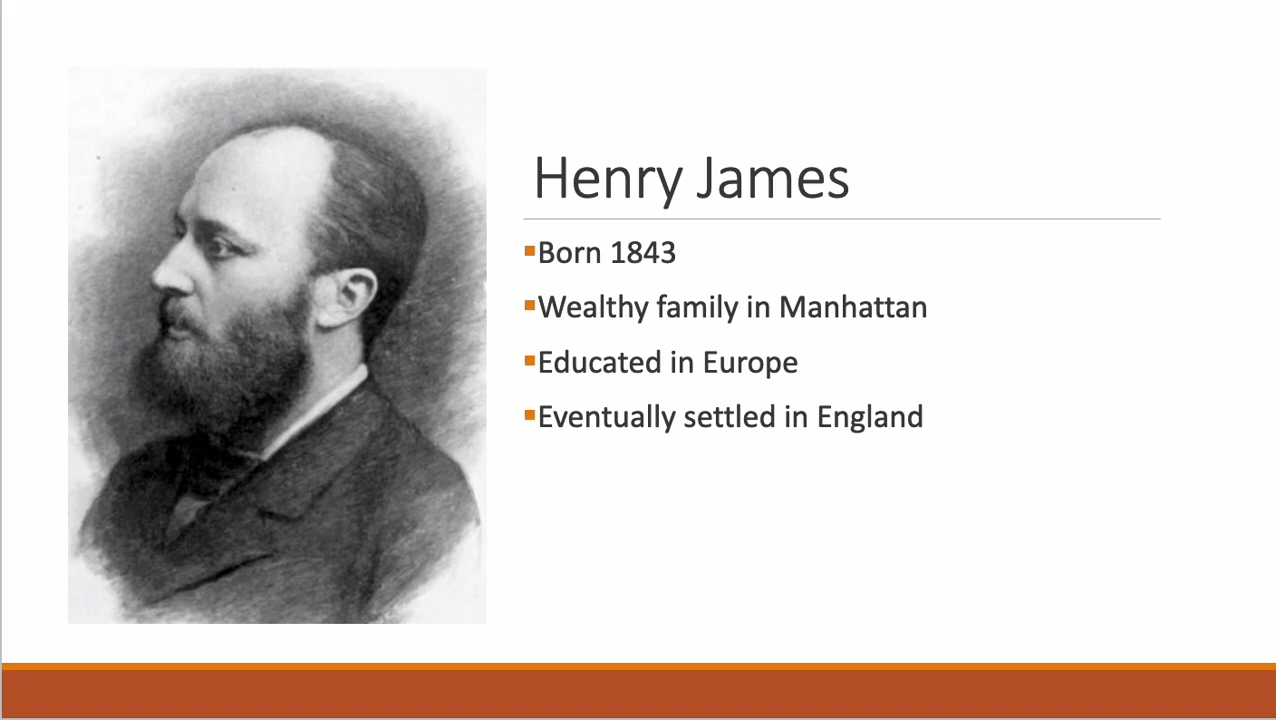 Henry James
▪Born 1843
▪Wealthy family in Manhattan
▪Educated in Europe
▪Eventually settled in England